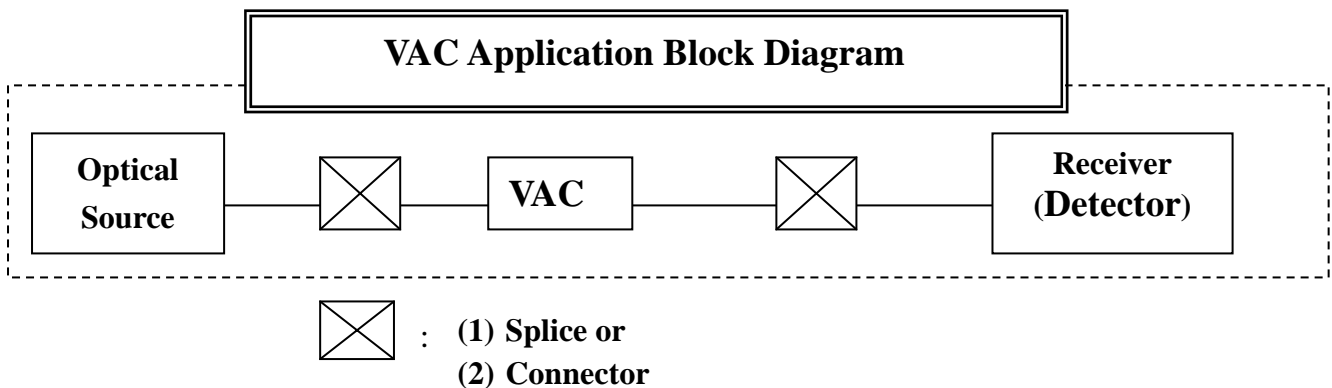 VAC Application Block Diagram
Optical
Source
VAC
Receiver
(Detector)
: (1) Splice or
(2) Connector